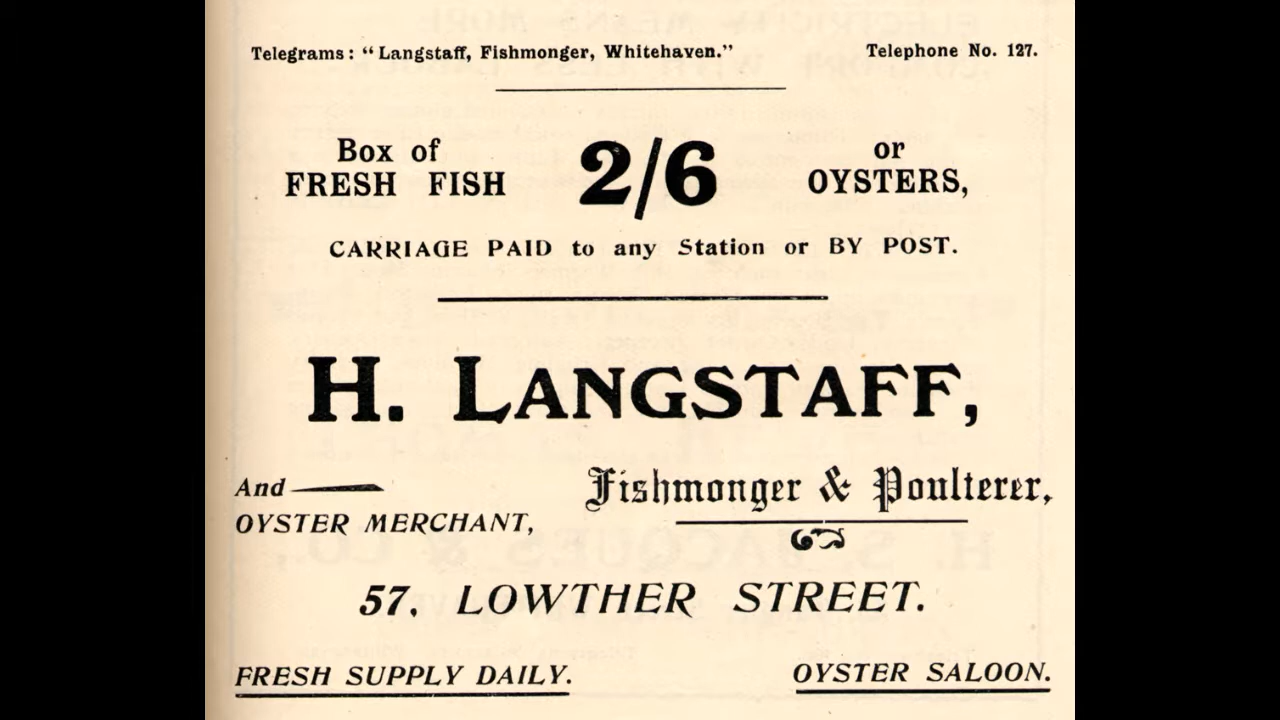 Telegrams: "Langstaff, Fishmonger, Whitehaven." Telephone No. 127.
Box of 2/6 or
FRESH FISH OYSTERS,
CARRIAGE PAID to any Station or BY POST.
H. LANGSTAFF,
And Fishmonger & Poulterer,
OYSTER MERCHANT,
57, LOWTHER STREET.
FRESH SUPPLY DAILY. OYSTER SALOON.